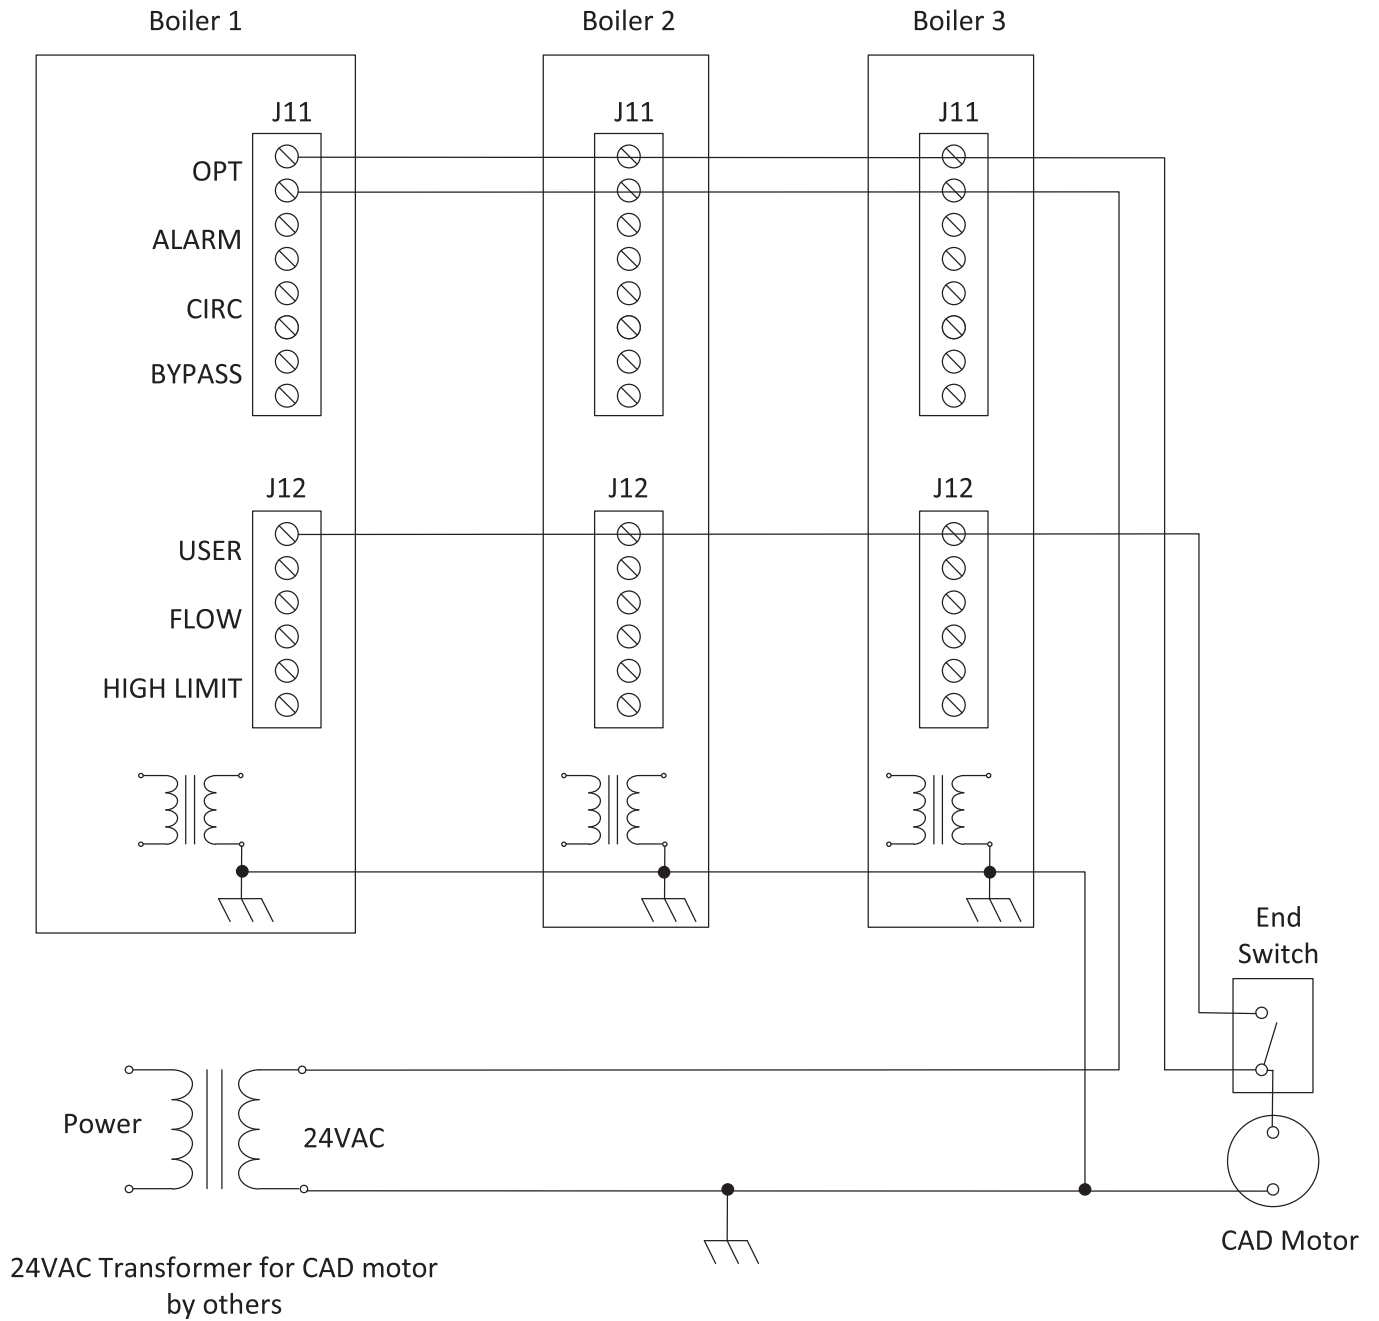 Boiler 1
Boiler 2
Boiler 3
J11
J11
J11
OPT
ALARM
CIRC
BYPASS
J12
J12
J12
USER
FLOW
HIGH LIMIT
End
Switch
Power
24VAC
CAD Motor
24VAC Transformer for CAD motor
by others